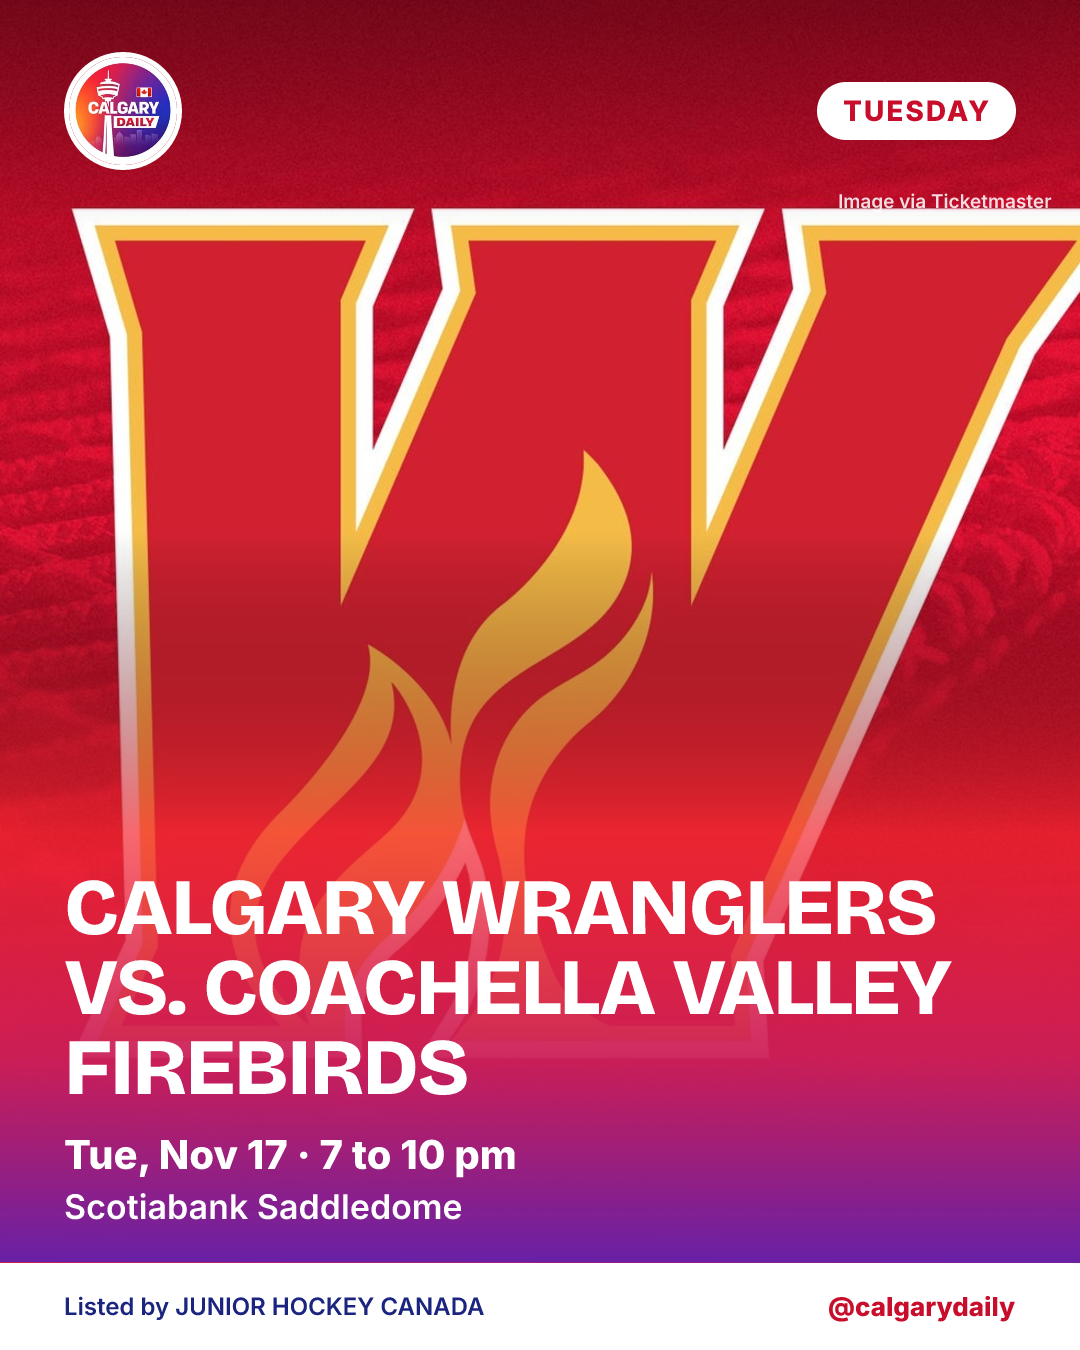 CALGARY
DAILY
TUESDAY
Image via Ticketmaster
CALGARY WRANGLERS
VS. COACHELLA VALLEY
FIREBIRDS
Tue, Nov 17 · 7 to 10 pm
Scotiabank Saddledome
Listed by JUNIOR HOCKEY CANADA
@calgarydaily